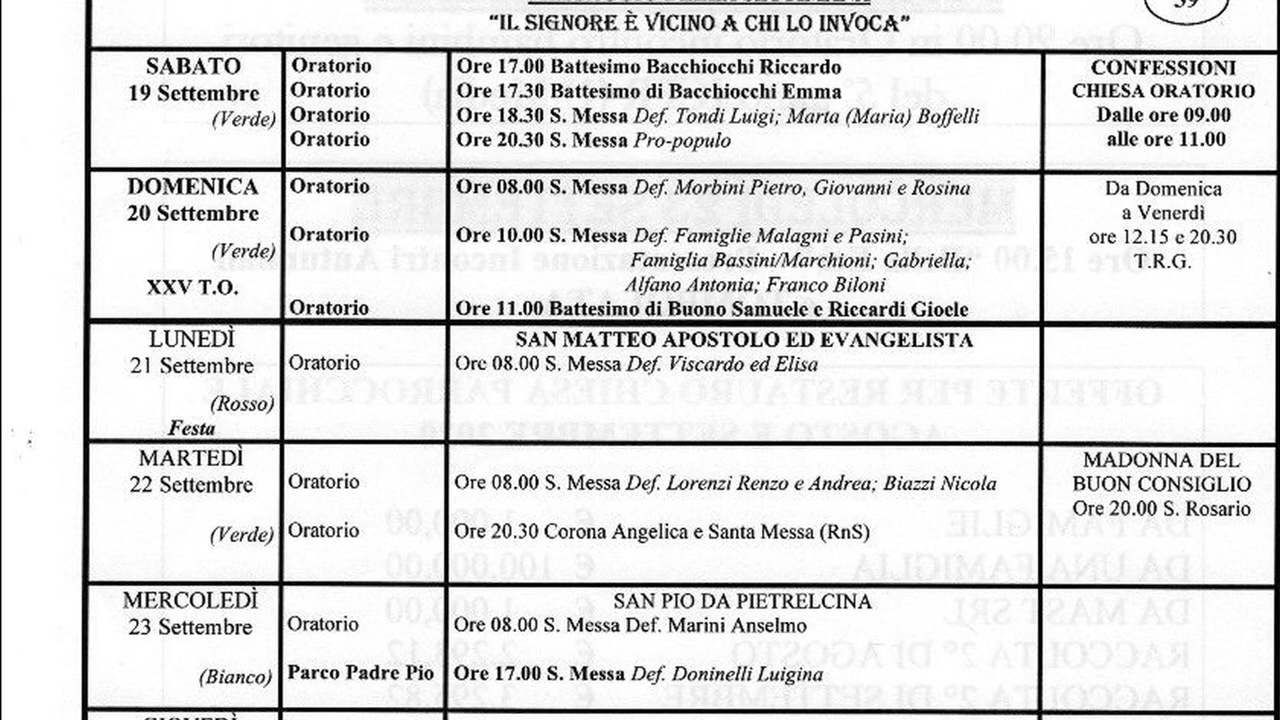 "IL SIGNORE È VICINO A CHI LO INVOCA"
39
SABATO
19 Settembre
(Verde)
Oratorio Ore 17.00 Battesimo Bacchiocchi Riccardo
Oratorio Ore 17.30 Battesimo di Bacchiocchi Emma
Oratorio Ore 18.30 S. Messa Def. Tondi Luigi; Marta (Maria) Boffelli
Oratorio Ore 20.30 S. Messa Pro-populo
CONFESSIONI
CHIESA ORATORIO
Dalle ore 09.00
alle ore 11.00
DOMENICA
20 Settembre
(Verde)
XXV T.O.
Oratorio Ore 08.00 S. Messa Def. Morbini Pietro, Giovanni e Rosina
Oratorio Ore 10.00 S. Messa Def. Famiglie Malagni e Pasini;
Famiglia Bassini/Marchioni; Gabriella;
Alfano Antonia; Franco Biloni
Oratorio Ore 11.00 Battesimo di Buono Samuele e Riccardi Gioele
Da Domenica
a Venerdì
ore 12.15 e 20.30
T.R.G.
LUNEDÌ
21 Settembre
(Rosso)
Festa
SAN MATTEO APOSTOLO ED EVANGELISTA
Oratorio Ore 08.00 S. Messa Def. Viscardo ed Elisa
MARTEDÌ
22 Settembre
(Verde)
Oratorio Ore 08.00 S. Messa Def. Lorenzi Renzo e Andrea; Biazzi Nicola
Oratorio Ore 20.30 Corona Angelica e Santa Messa (RnS)
MADONNA DEL
BUON CONSIGLIO
Ore 20.00 S. Rosario
MERCOLEDÌ
23 Settembre
(Bianco)
SAN PIO DA PIETRELCINA
Oratorio Ore 08.00 S. Messa Def. Marini Anselmo
Parco Padre Pio Ore 17.00 S. Messa Def. Doninelli Luigina
GIOVEDÌ